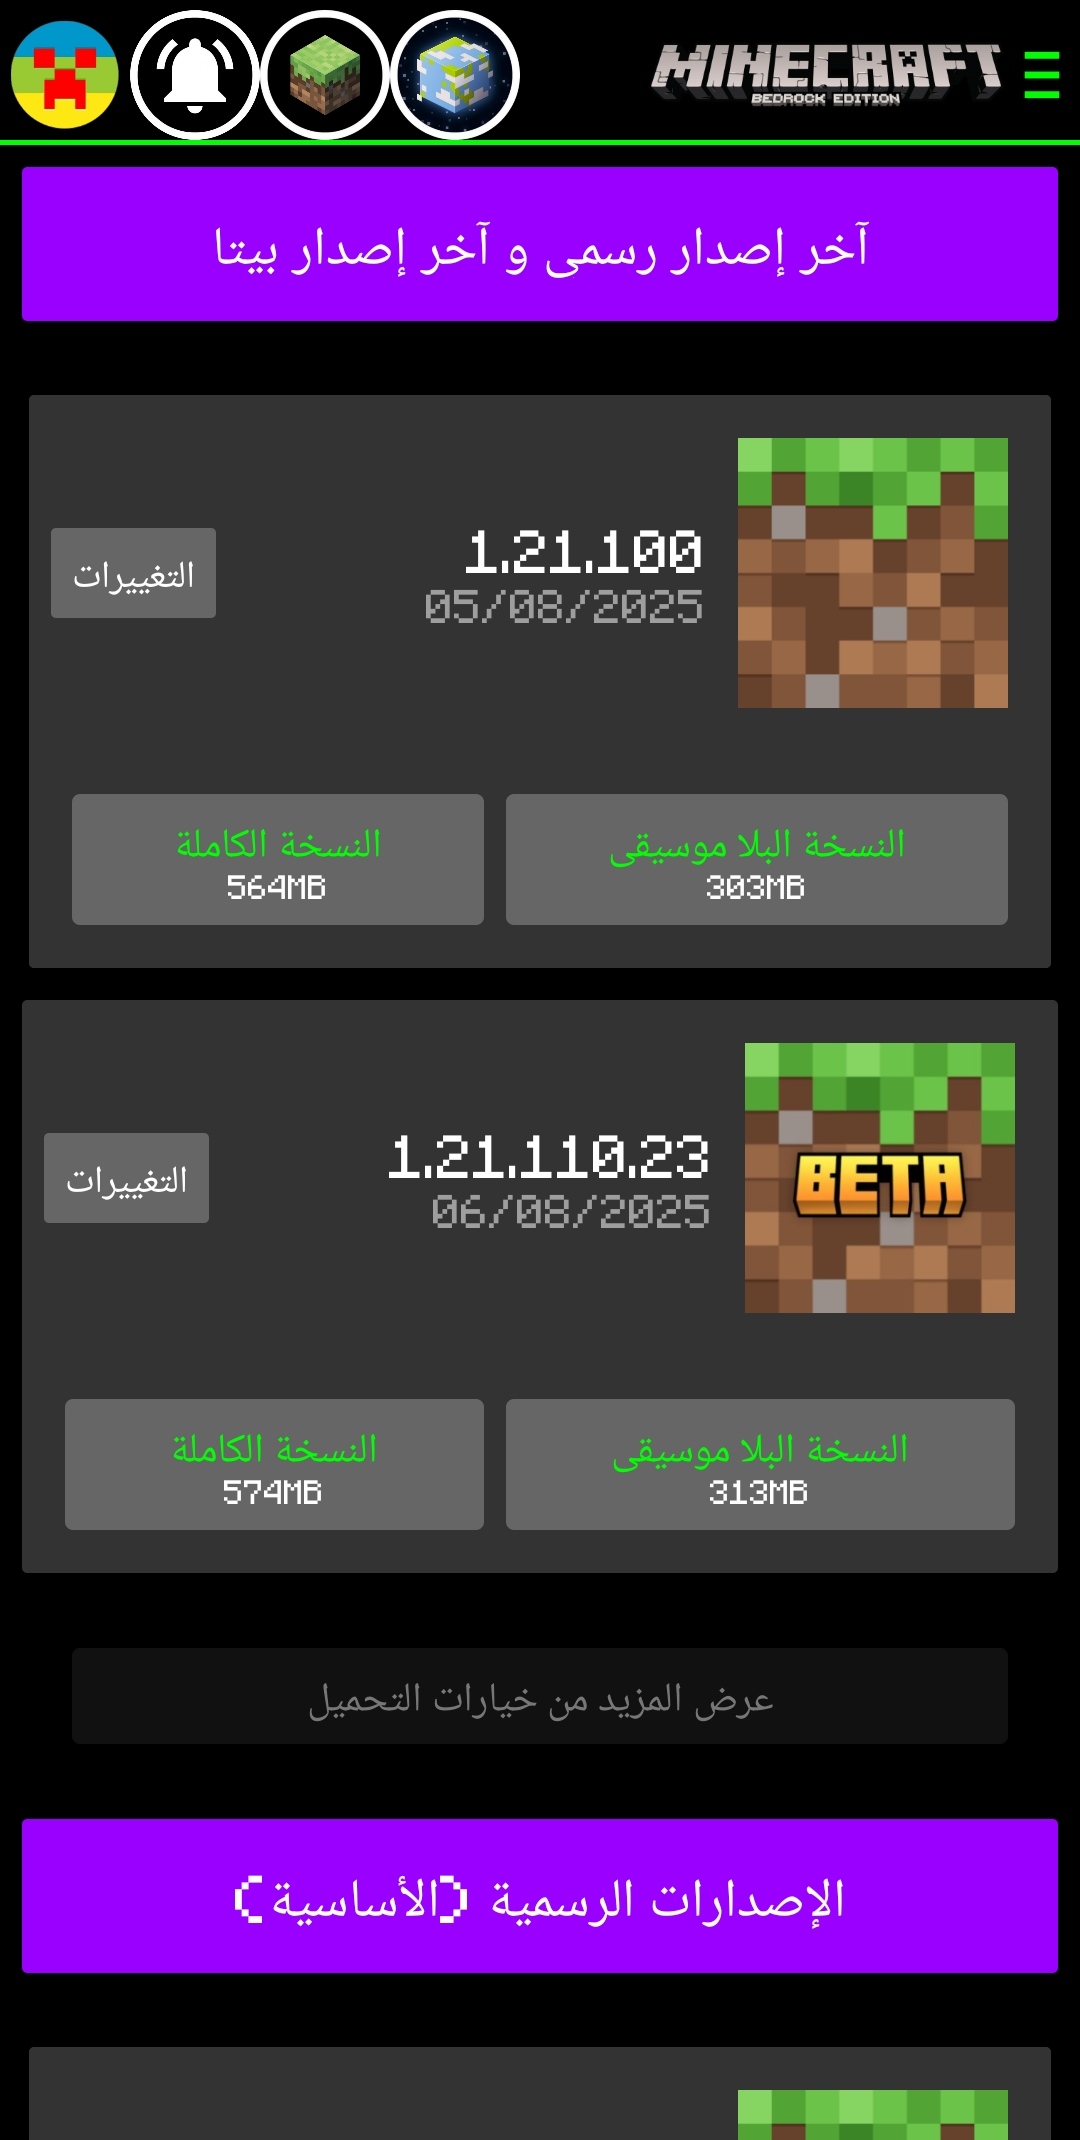 MINECRAFT
BEDROCK EDITION
آخر إصدار رسمى و آخر إصدار بيتا
1.21.100
05/08/2025
التغييرات
النسخة البلا موسيقى
303MB
النسخة الكاملة
564MB
BETA
1.21.110.23
06/08/2025
التغييرات
النسخة البلا موسيقى
313MB
النسخة الكاملة
574MB
عرض المزيد من خيارات التحميل
الإصدارات الرسمية (الأساسية)